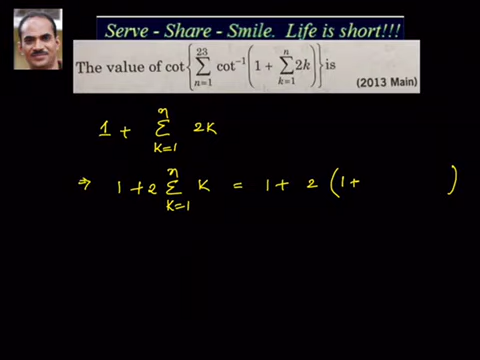 Serve - Share - Smile. Life is short!!!
The value of cot{∑_{n=1}^{23} cot⁻¹(1 + ∑_{k=1}^{n} 2k)} is
(2013 Main)
1 + ∑_{k=1}^{n} 2k
⇒ 1 + 2 ∑_{k=1}^{n} k = 1 + 2 (1 + )